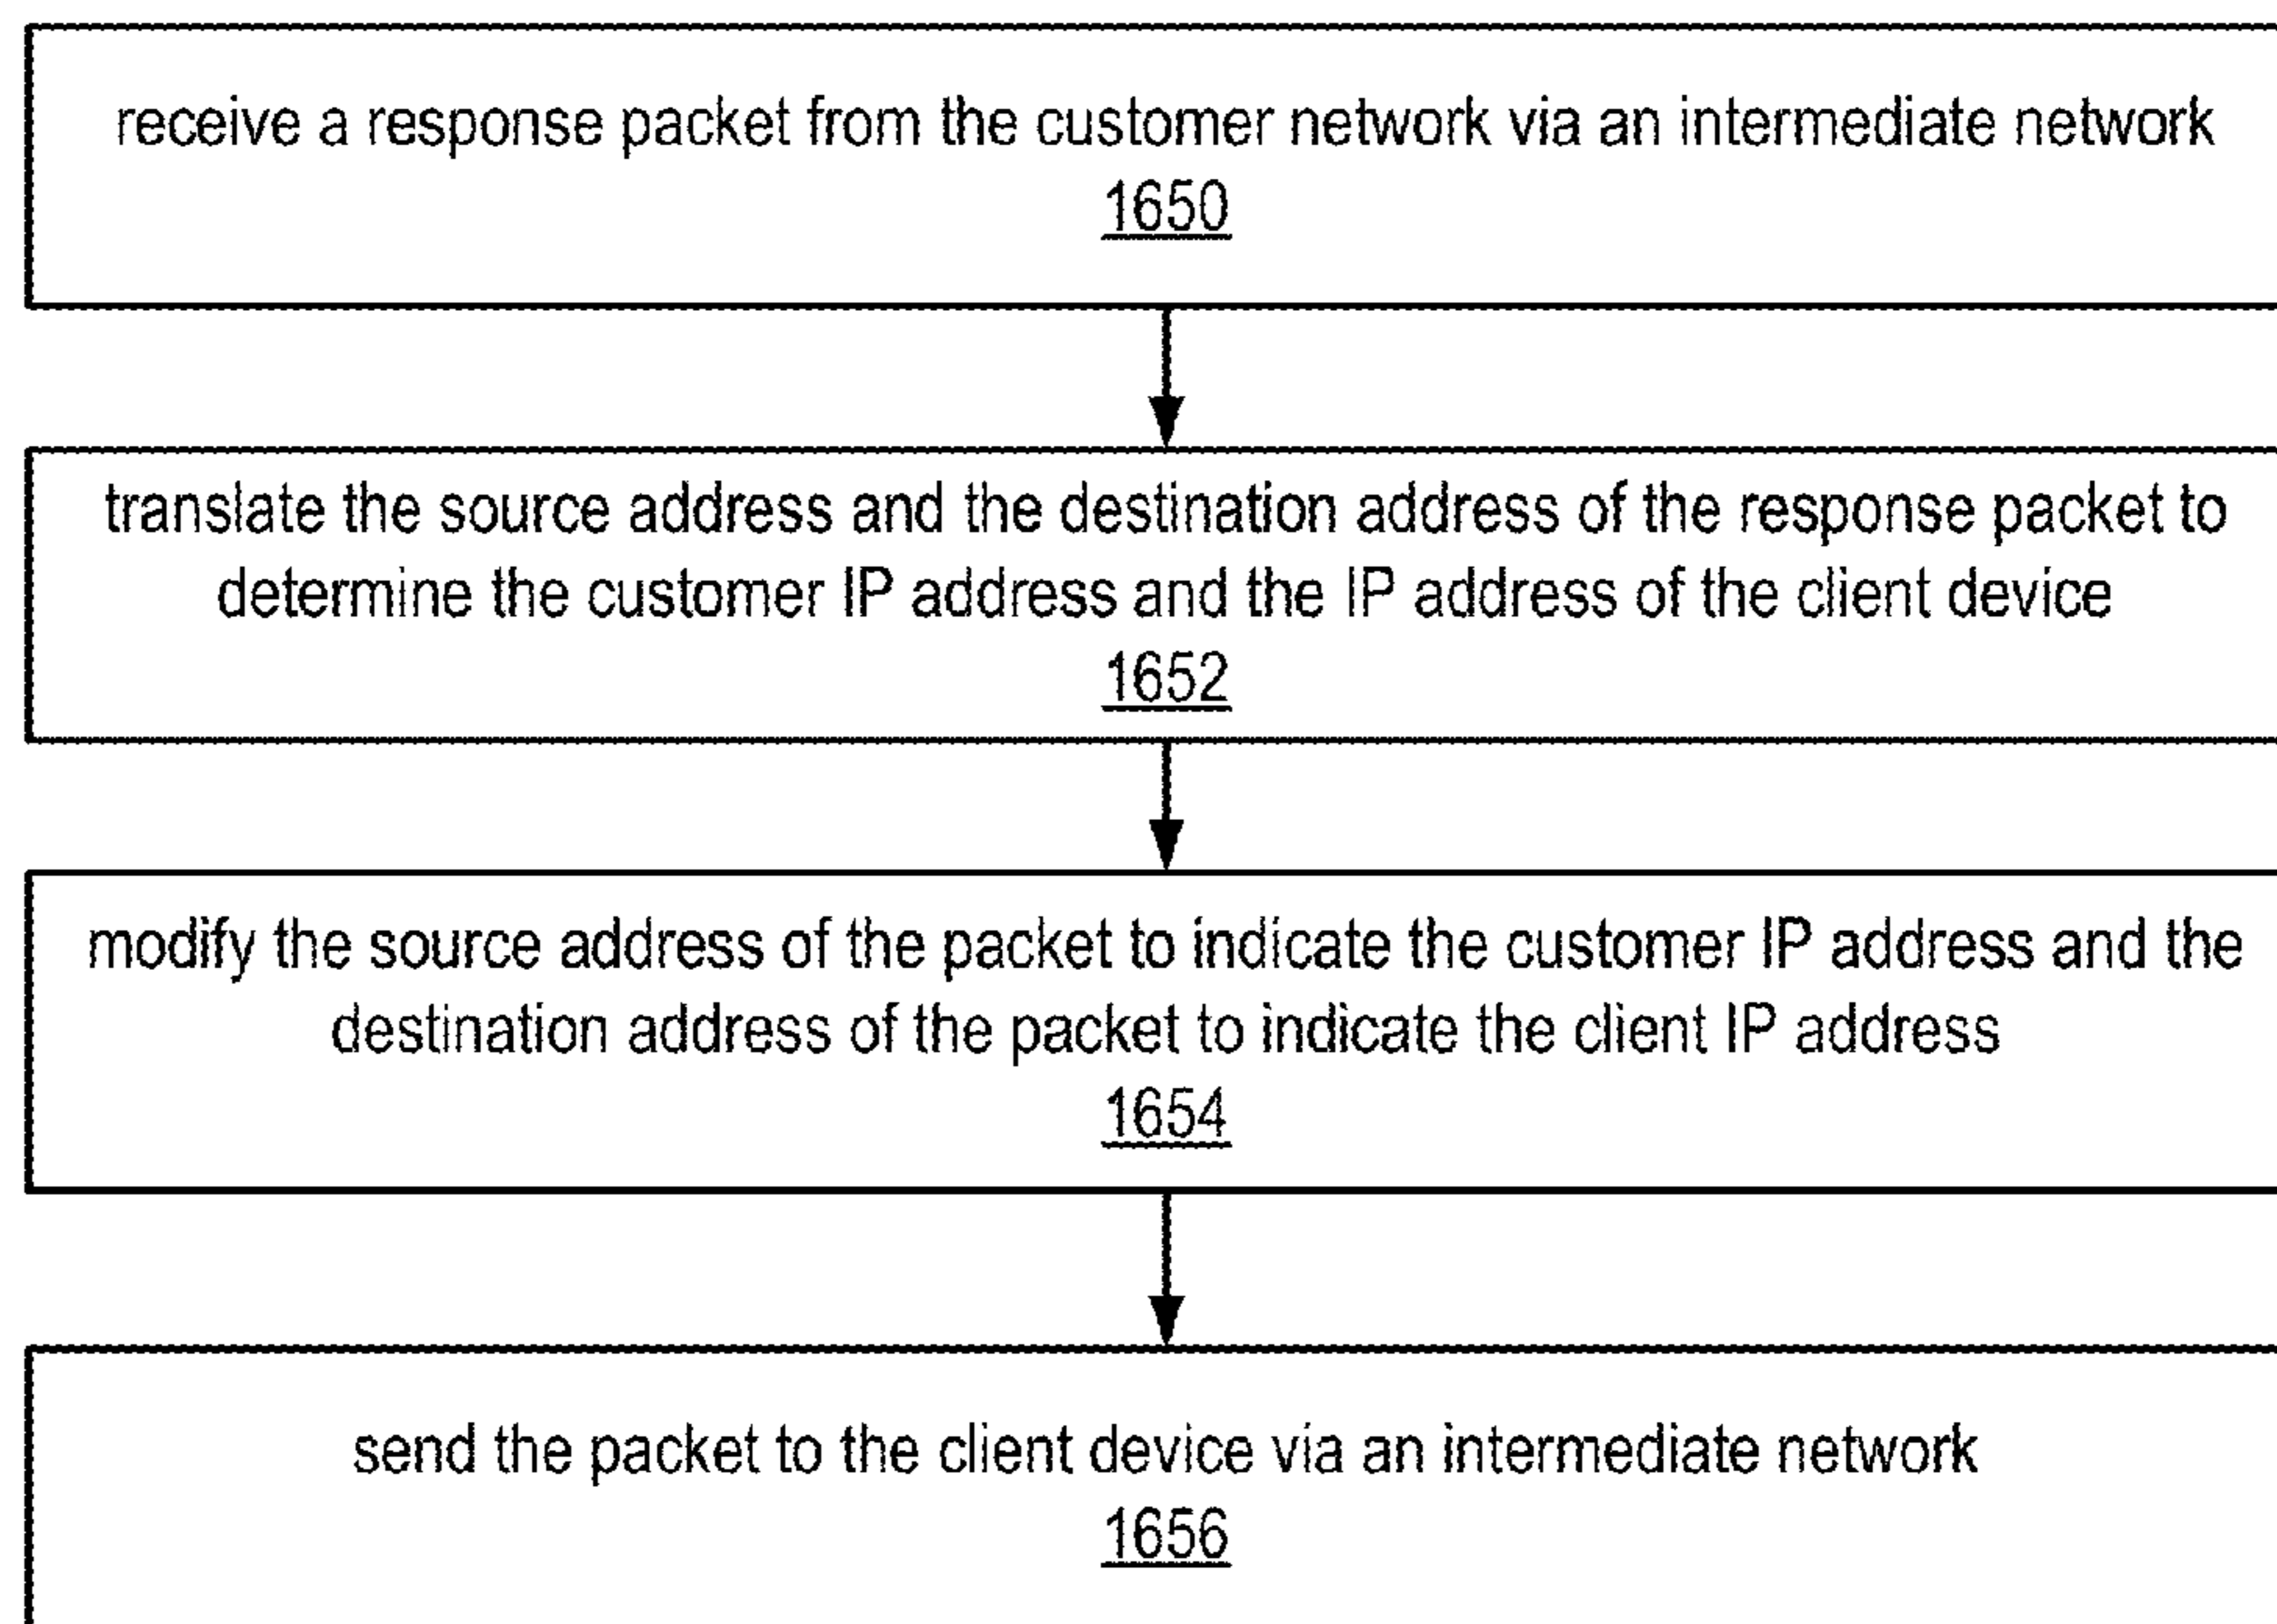 receive a response packet from the customer network via an intermediate network
1650
translate the source address and the destination address of the response packet to
determine the customer IP address and the IP address of the client device
1652
modify the source address of the packet to indicate the customer IP address and the
destination address of the packet to indicate the client IP address
1654
send the packet to the client device via an intermediate network
1656